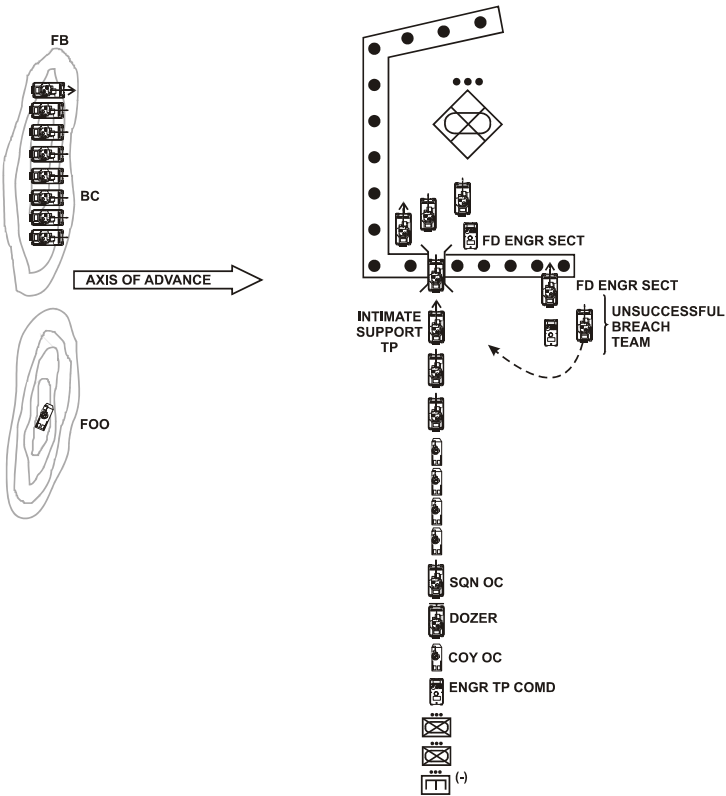 FB
BC
AXIS OF ADVANCE
FD ENGR SECT
FD ENGR SECT
UNSUCCESSFUL
BREACH
TEAM
INTIMATE
SUPPORT
TP
FOO
SQN OC
DOZER
COY OC
ENGR TP COMD
(-)